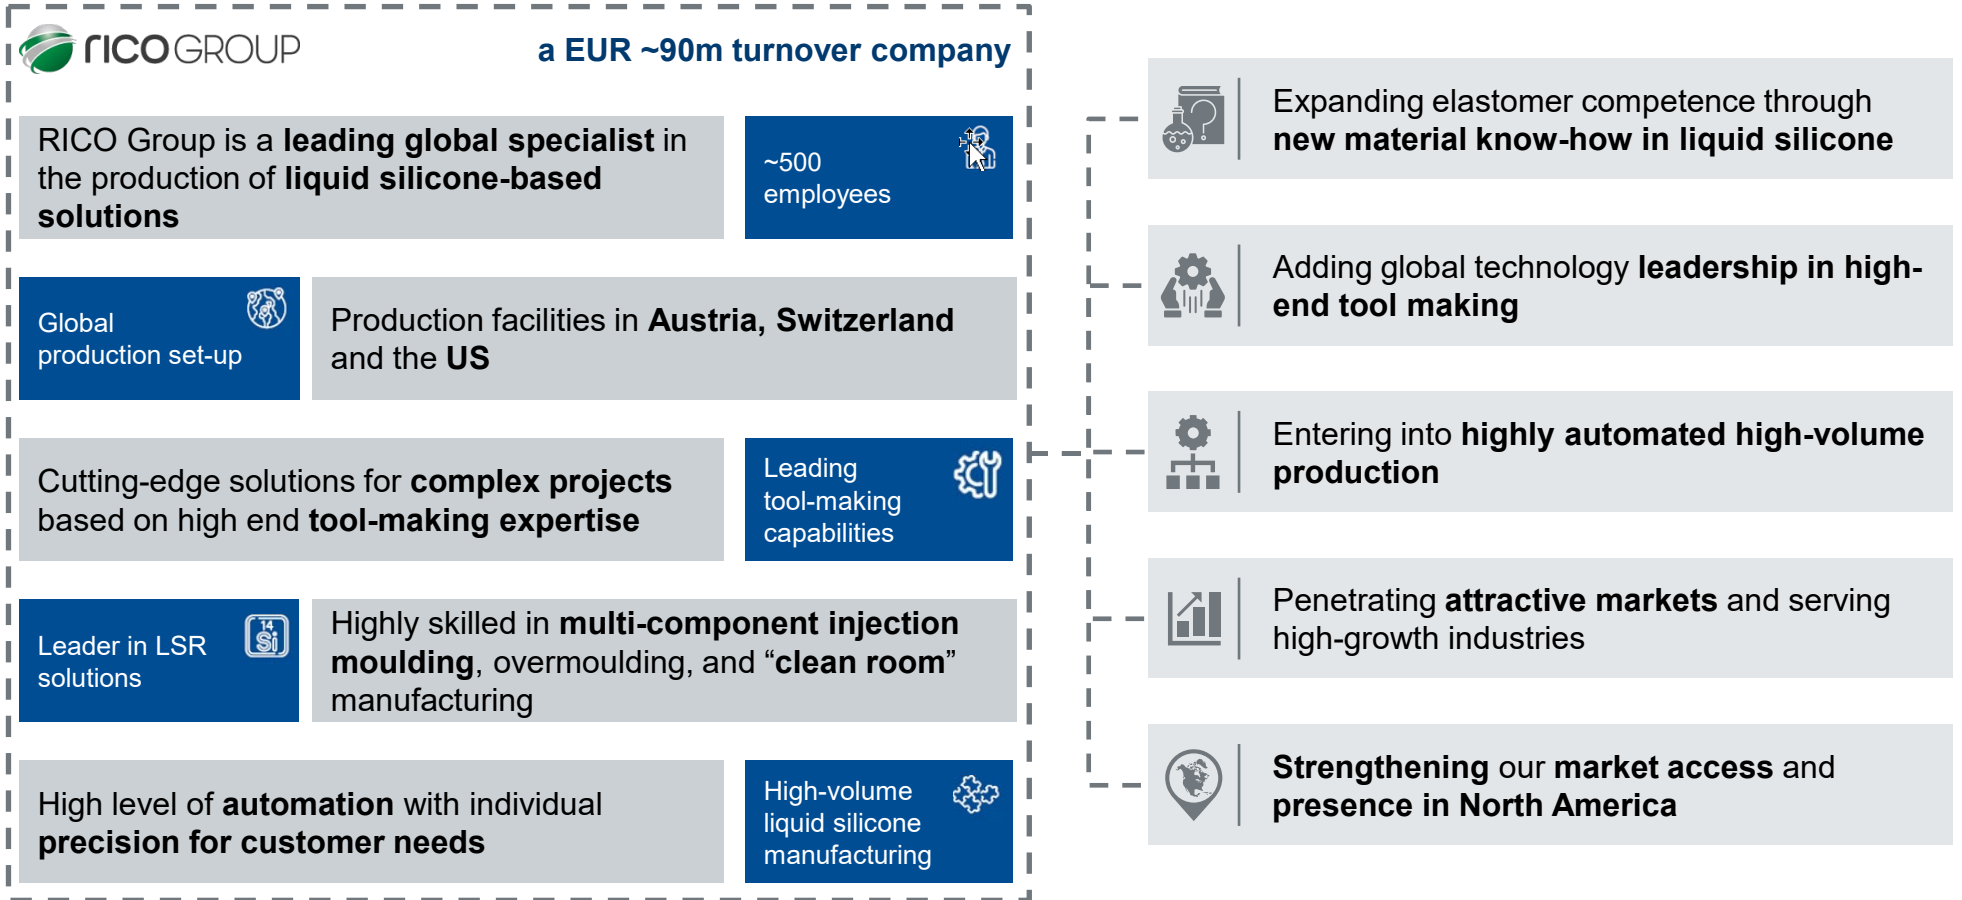 RICO GROUP
a EUR ~90m turnover company
RICO Group is a leading global specialist in
the production of liquid silicone-based
solutions
~500
employees
Global
production set-up
Production facilities in Austria, Switzerland
and the US
Cutting-edge solutions for complex projects
based on high end tool-making expertise
Leading
tool-making
capabilities
Leader in LSR
solutions
14
Si
Highly skilled in multi-component injection
moulding, overmoulding, and “clean room”
manufacturing
High level of automation with individual
precision for customer needs
High-volume
liquid silicone
manufacturing
Expanding elastomer competence through
new material know-how in liquid silicone
Adding global technology leadership in high-
end tool making
Entering into highly automated high-volume
production
Penetrating attractive markets and serving
high-growth industries
Strengthening our market access and
presence in North America